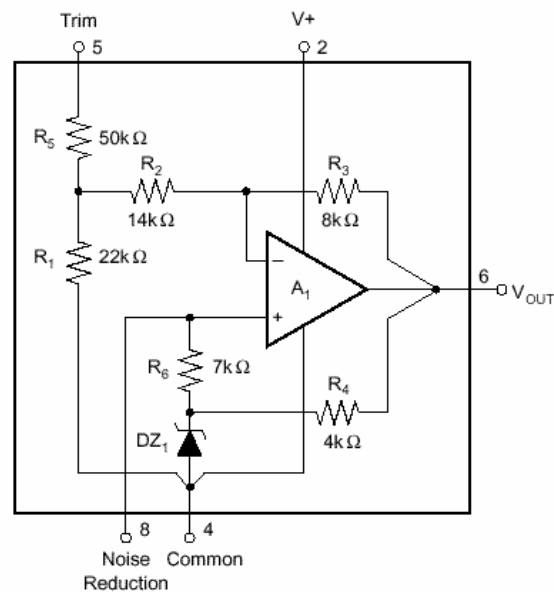 Trim
V+
5
2
R5
50kΩ
R2
R3
14kΩ
8kΩ
R1
22kΩ
−
A1
+
6
VOUT
R6
7kΩ
R4
4kΩ
DZ1
8
4
Noise
Reduction
Common